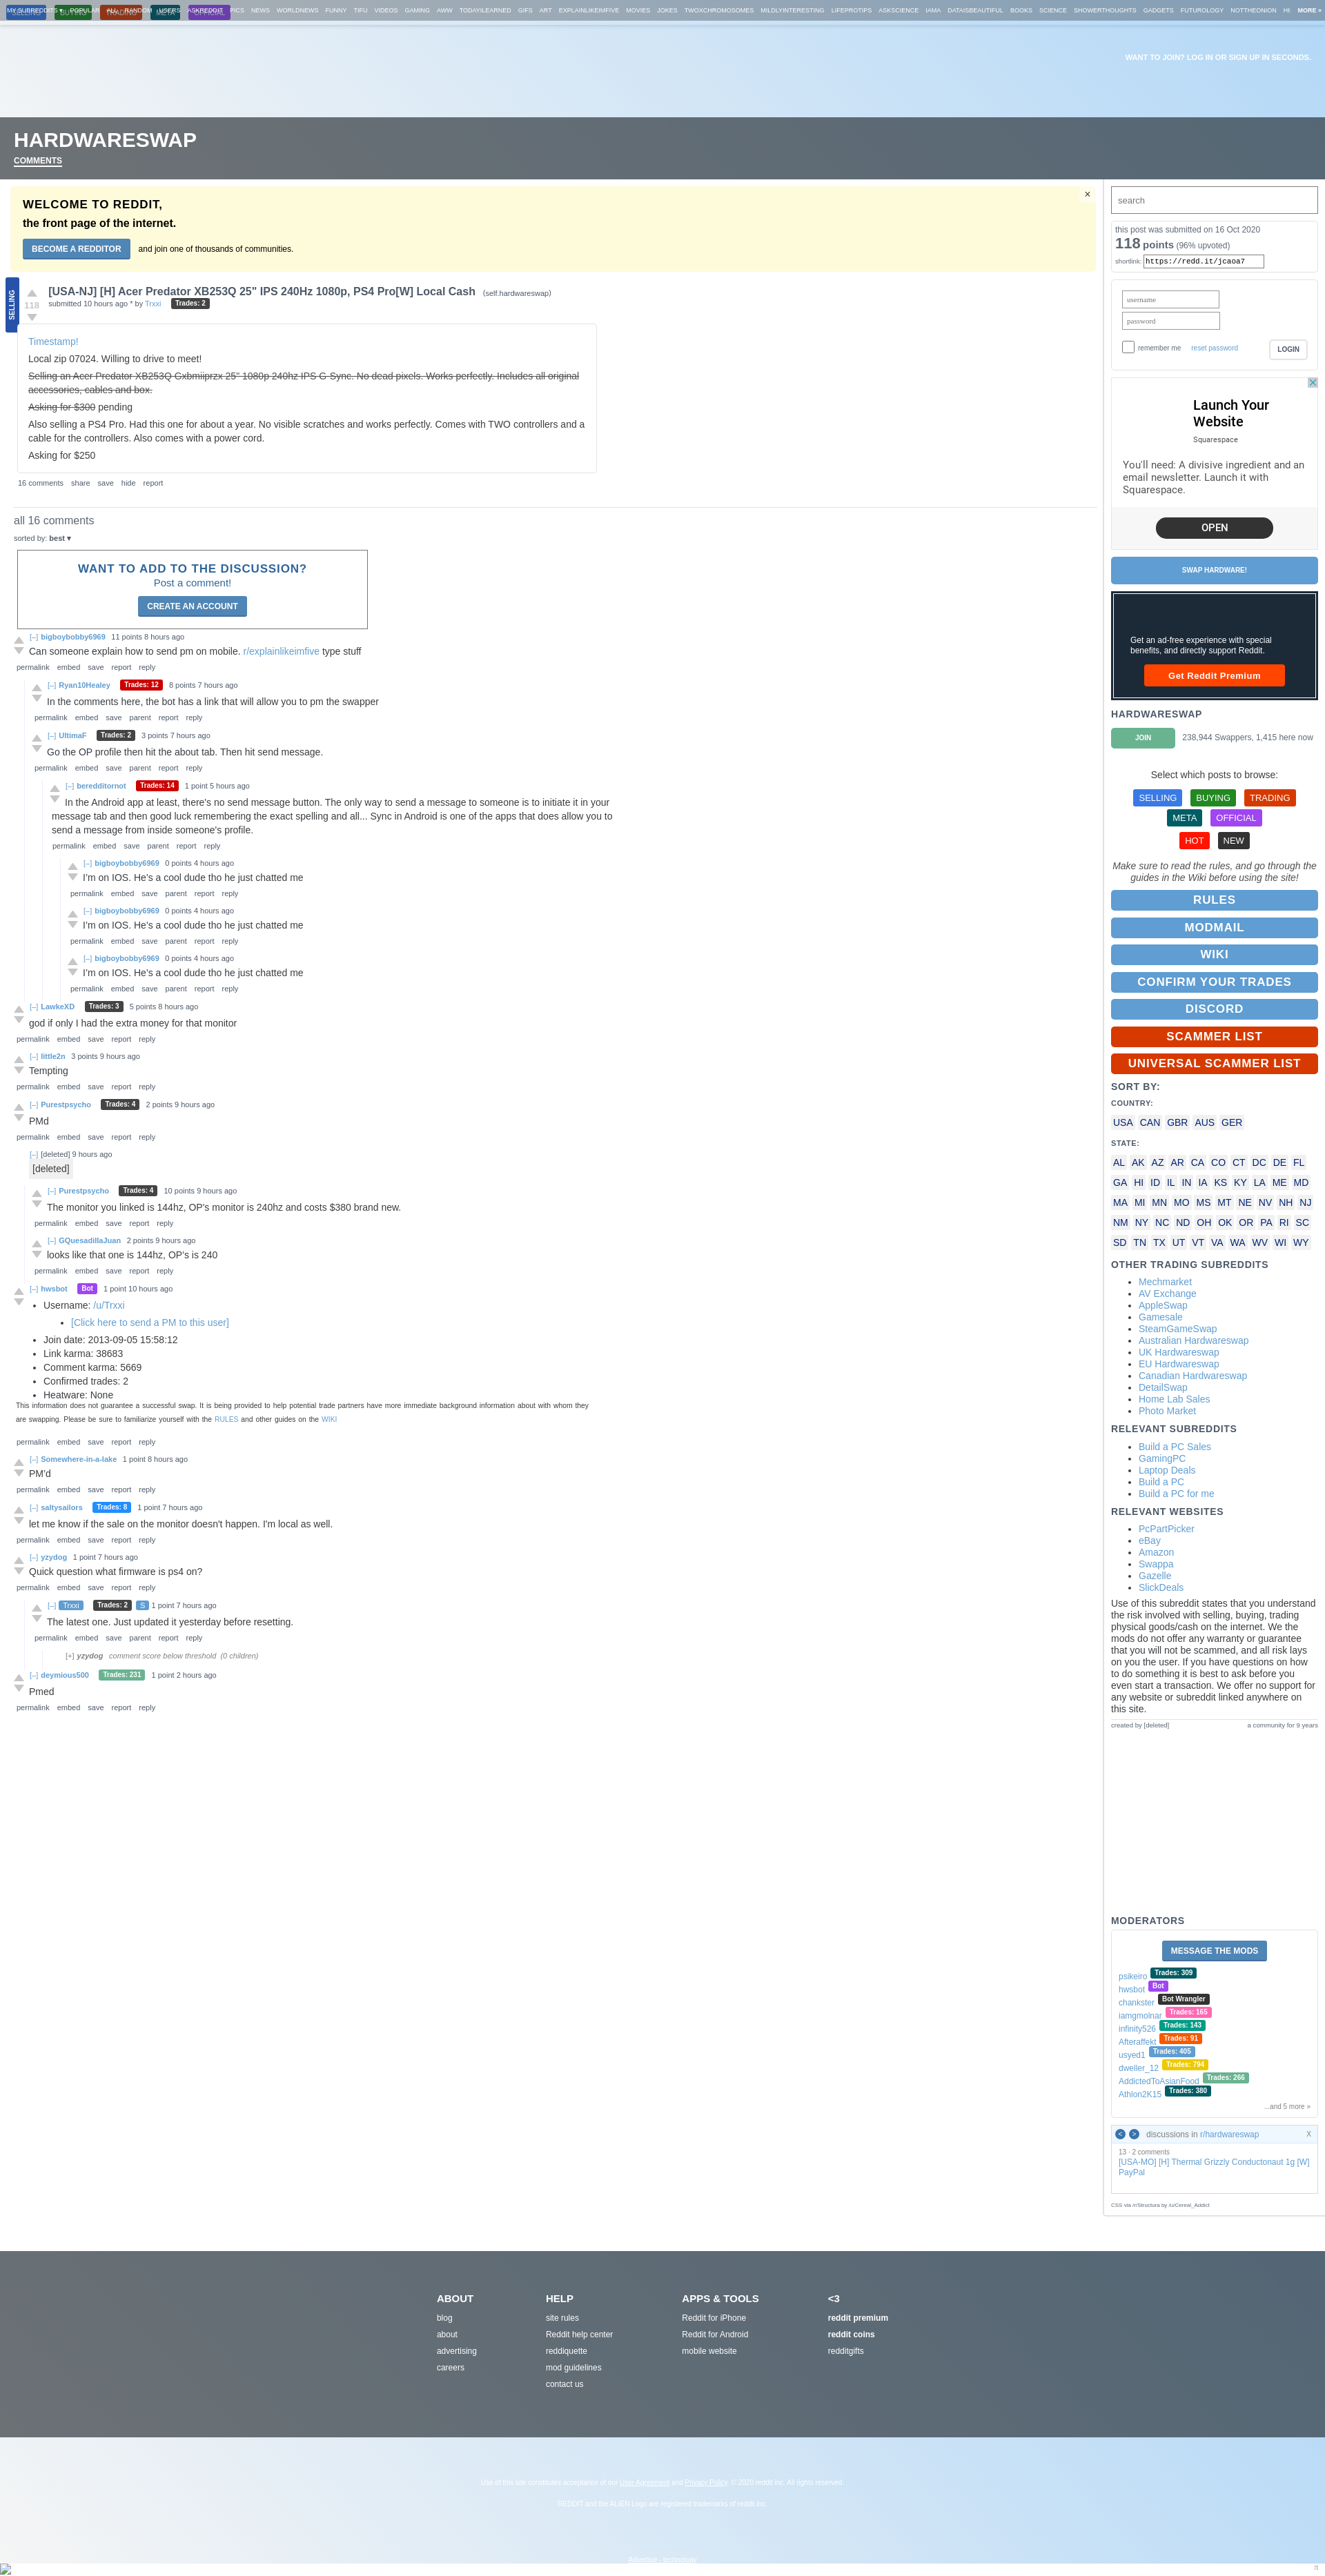 MY SUBREDDITS ▾ POPULAR ALL RANDOM USERS ASKREDDIT PICS NEWS WORLDNEWS FUNNY TIFU VIDEOS GAMING AWW TODAYILEARNED GIFS ART EXPLAINLIKEIMFIVE MOVIES JOKES TWOXCHROMOSOMES MILDLYINTERESTING LIFEPROTIPS ASKSCIENCE IAMA DATAISBEAUTIFUL BOOKS SCIENCE SHOWERTHOUGHTS GADGETS FUTUROLOGY NOTTHEONION HI MORE »
SELLING BUYING TRADING META OFFICIAL
WANT TO JOIN? LOG IN OR SIGN UP IN SECONDS.
HARDWARESWAP
COMMENTS
WELCOME TO REDDIT,
the front page of the internet.
BECOME A REDDITOR and join one of thousands of communities.
×
SELLING
118
[USA-NJ] [H] Acer Predator XB253Q 25" IPS 240Hz 1080p, PS4 Pro[W] Local Cash (self.hardwareswap)
submitted 10 hours ago * by Trxxi Trades: 2
Timestamp!
Local zip 07024. Willing to drive to meet!
Selling an Acer Predator XB253Q Gxbmiiprzx 25" 1080p 240hz IPS G-Sync. No dead pixels. Works perfectly. Includes all original
accessories, cables and box.
Asking for $300 pending
Also selling a PS4 Pro. Had this one for about a year. No visible scratches and works perfectly. Comes with TWO controllers and a
cable for the controllers. Also comes with a power cord.
Asking for $250
16 comments share save hide report
all 16 comments
sorted by: best ▾
WANT TO ADD TO THE DISCUSSION?
Post a comment!
CREATE AN ACCOUNT
[–] bigboybobby6969 11 points 8 hours ago
Can someone explain how to send pm on mobile. r/explainlikeimfive type stuff
permalink embed save report reply
[–] Ryan10Healey Trades: 12 8 points 7 hours ago
In the comments here, the bot has a link that will allow you to pm the swapper
permalink embed save parent report reply
[–] UltimaF Trades: 2 3 points 7 hours ago
Go the OP profile then hit the about tab. Then hit send message.
permalink embed save parent report reply
[–] beredditornot Trades: 14 1 point 5 hours ago
In the Android app at least, there's no send message button. The only way to send a message to someone is to initiate it in your
message tab and then good luck remembering the exact spelling and all... Sync in Android is one of the apps that does allow you to
send a message from inside someone's profile.
permalink embed save parent report reply
[–] bigboybobby6969 0 points 4 hours ago
I'm on IOS. He's a cool dude tho he just chatted me
permalink embed save parent report reply
[–] bigboybobby6969 0 points 4 hours ago
I'm on IOS. He's a cool dude tho he just chatted me
permalink embed save parent report reply
[–] bigboybobby6969 0 points 4 hours ago
I'm on IOS. He's a cool dude tho he just chatted me
permalink embed save parent report reply
[–] LawkeXD Trades: 3 5 points 8 hours ago
god if only I had the extra money for that monitor
permalink embed save report reply
[–] little2n 3 points 9 hours ago
Tempting
permalink embed save report reply
[–] Purestpsycho Trades: 4 2 points 9 hours ago
PMd
permalink embed save report reply
[–] [deleted] 9 hours ago
[deleted]
[–] Purestpsycho Trades: 4 10 points 9 hours ago
The monitor you linked is 144hz, OP's monitor is 240hz and costs $380 brand new.
permalink embed save report reply
[–] GQuesadillaJuan 2 points 9 hours ago
looks like that one is 144hz, OP's is 240
permalink embed save report reply
[–] hwsbot Bot 1 point 10 hours ago
Username: /u/Trxxi
[Click here to send a PM to this user]
Join date: 2013-09-05 15:58:12
Link karma: 38683
Comment karma: 5669
Confirmed trades: 2
Heatware: None
This information does not guarantee a successful swap. It is being provided to help potential trade partners have more immediate background information about with whom they
are swapping. Please be sure to familiarize yourself with the RULES and other guides on the WIKI
permalink embed save report reply
[–] Somewhere-in-a-lake 1 point 8 hours ago
PM'd
permalink embed save report reply
[–] saltysailors Trades: 8 1 point 7 hours ago
let me know if the sale on the monitor doesn't happen. I'm local as well.
permalink embed save report reply
[–] yzydog 1 point 7 hours ago
Quick question what firmware is ps4 on?
permalink embed save report reply
[–] Trxxi Trades: 2 S 1 point 7 hours ago
The latest one. Just updated it yesterday before resetting.
permalink embed save parent report reply
[+] yzydog comment score below threshold (0 children)
[–] deymious500 Trades: 231 1 point 2 hours ago
Pmed
permalink embed save report reply
search
this post was submitted on 16 Oct 2020
118 points (96% upvoted)
shortlink: https://redd.it/jcaoa7
username
password
remember me reset password LOGIN
Launch Your
Website
Squarespace
You'll need: A divisive ingredient and an
email newsletter. Launch it with
Squarespace.
OPEN
SWAP HARDWARE!
Get an ad-free experience with special
benefits, and directly support Reddit.
Get Reddit Premium
HARDWARESWAP
JOIN 238,944 Swappers, 1,415 here now
Select which posts to browse:
SELLING BUYING TRADING
META OFFICIAL
HOT NEW
Make sure to read the rules, and go through the
guides in the Wiki before using the site!
RULES
MODMAIL
WIKI
CONFIRM YOUR TRADES
DISCORD
SCAMMER LIST
UNIVERSAL SCAMMER LIST
SORT BY:
COUNTRY:
USA CAN GBR AUS GER
STATE:
AL AK AZ AR CA CO CT DC DE FL
GA HI ID IL IN IA KS KY LA ME MD
MA MI MN MO MS MT NE NV NH NJ
NM NY NC ND OH OK OR PA RI SC
SD TN TX UT VT VA WA WV WI WY
OTHER TRADING SUBREDDITS
Mechmarket
AV Exchange
AppleSwap
Gamesale
SteamGameSwap
Australian Hardwareswap
UK Hardwareswap
EU Hardwareswap
Canadian Hardwareswap
DetailSwap
Home Lab Sales
Photo Market
RELEVANT SUBREDDITS
Build a PC Sales
GamingPC
Laptop Deals
Build a PC
Build a PC for me
RELEVANT WEBSITES
PcPartPicker
eBay
Amazon
Swappa
Gazelle
SlickDeals
Use of this subreddit states that you understand
the risk involved with selling, buying, trading
physical goods/cash on the internet. We the
mods do not offer any warranty or guarantee
that you will not be scammed, and all risk lays
on you the user. If you have questions on how
to do something it is best to ask before you
even start a transaction. We offer no support for
any website or subreddit linked anywhere on
this site.
created by [deleted] a community for 9 years
MODERATORS
MESSAGE THE MODS
psikeiro Trades: 309
hwsbot Bot
chankster Bot Wrangler
iamgmolnar Trades: 165
infinity526 Trades: 143
Afteraffekt Trades: 91
usyed1 Trades: 405
dweller_12 Trades: 794
AddictedToAsianFood Trades: 266
Athlon2K15 Trades: 380
...and 5 more »
< > discussions in r/hardwareswap X
13 · 2 comments
[USA-MO] [H] Thermal Grizzly Conductonaut 1g [W]
PayPal
CSS via /r/Structura by /u/Cereal_Addict
ABOUT
blog
about
advertising
careers
HELP
site rules
Reddit help center
reddiquette
mod guidelines
contact us
APPS & TOOLS
Reddit for iPhone
Reddit for Android
mobile website
<3
reddit premium
reddit coins
redditgifts
Use of this site constitutes acceptance of our User Agreement and Privacy Policy. © 2020 reddit inc. All rights reserved.
REDDIT and the ALIEN Logo are registered trademarks of reddit inc.
Advertise - technology
π